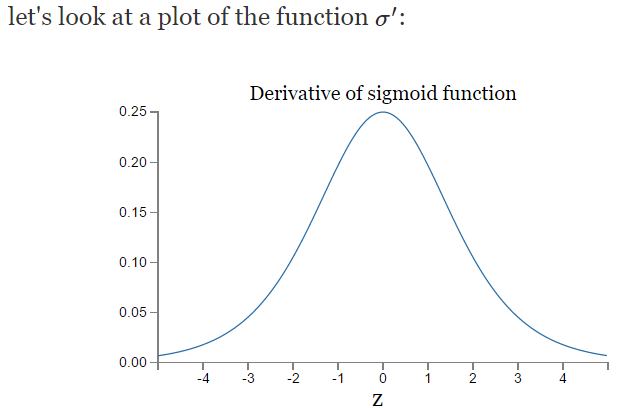 let's look at a plot of the function σ′:
Derivative of sigmoid function
0.25
0.20
0.15
0.10
0.05
0.00
-4 -3 -2 -1 0 1 2 3 4
Z